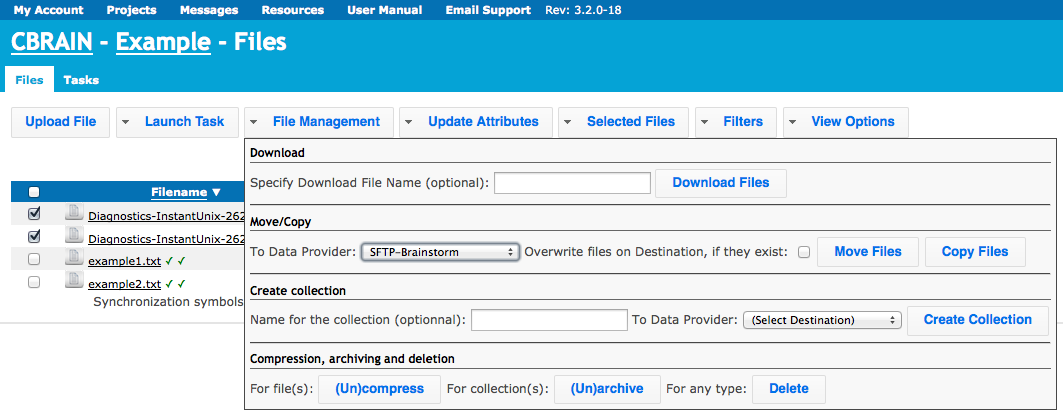 My Account Projects Messages Resources User Manual Email Support Rev: 3.2.0-18
CBRAIN - Example - Files
Files Tasks
Upload File Launch Task File Management Update Attributes Selected Files Filters View Options
Download
Specify Download File Name (optional): Download Files
Filename ▼
Diagnostics-InstantUnix-262
Move/Copy
Diagnostics-InstantUnix-262
To Data Provider: SFTP-Brainstorm Overwrite files on Destination, if they exist: Move Files Copy Files
example1.txt ✓ ✓
example2.txt ✓ ✓
Create collection
Synchronization symbols
Name for the collection (optionnal): To Data Provider: (Select Destination) Create Collection
Compression, archiving and deletion
For file(s): (Un)compress For collection(s): (Un)archive For any type: Delete